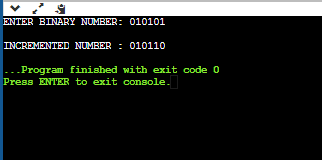 ENTER BINARY NUMBER: 010101
INCREMENTED NUMBER : 010110
...Program finished with exit code 0
Press ENTER to exit console.